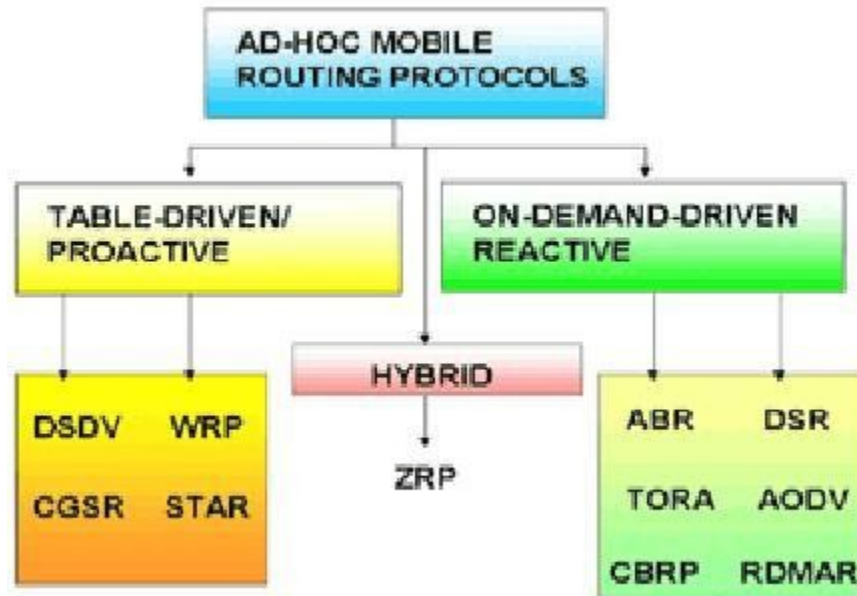 AD-HOC MOBILE
ROUTING PROTOCOLS
TABLE-DRIVEN/
PROACTIVE
ON-DEMAND-DRIVEN
REACTIVE
HYBRID
DSDV WRP
CGSR STAR
ZRP
ABR DSR
TORA AODV
CBRP RDMAR